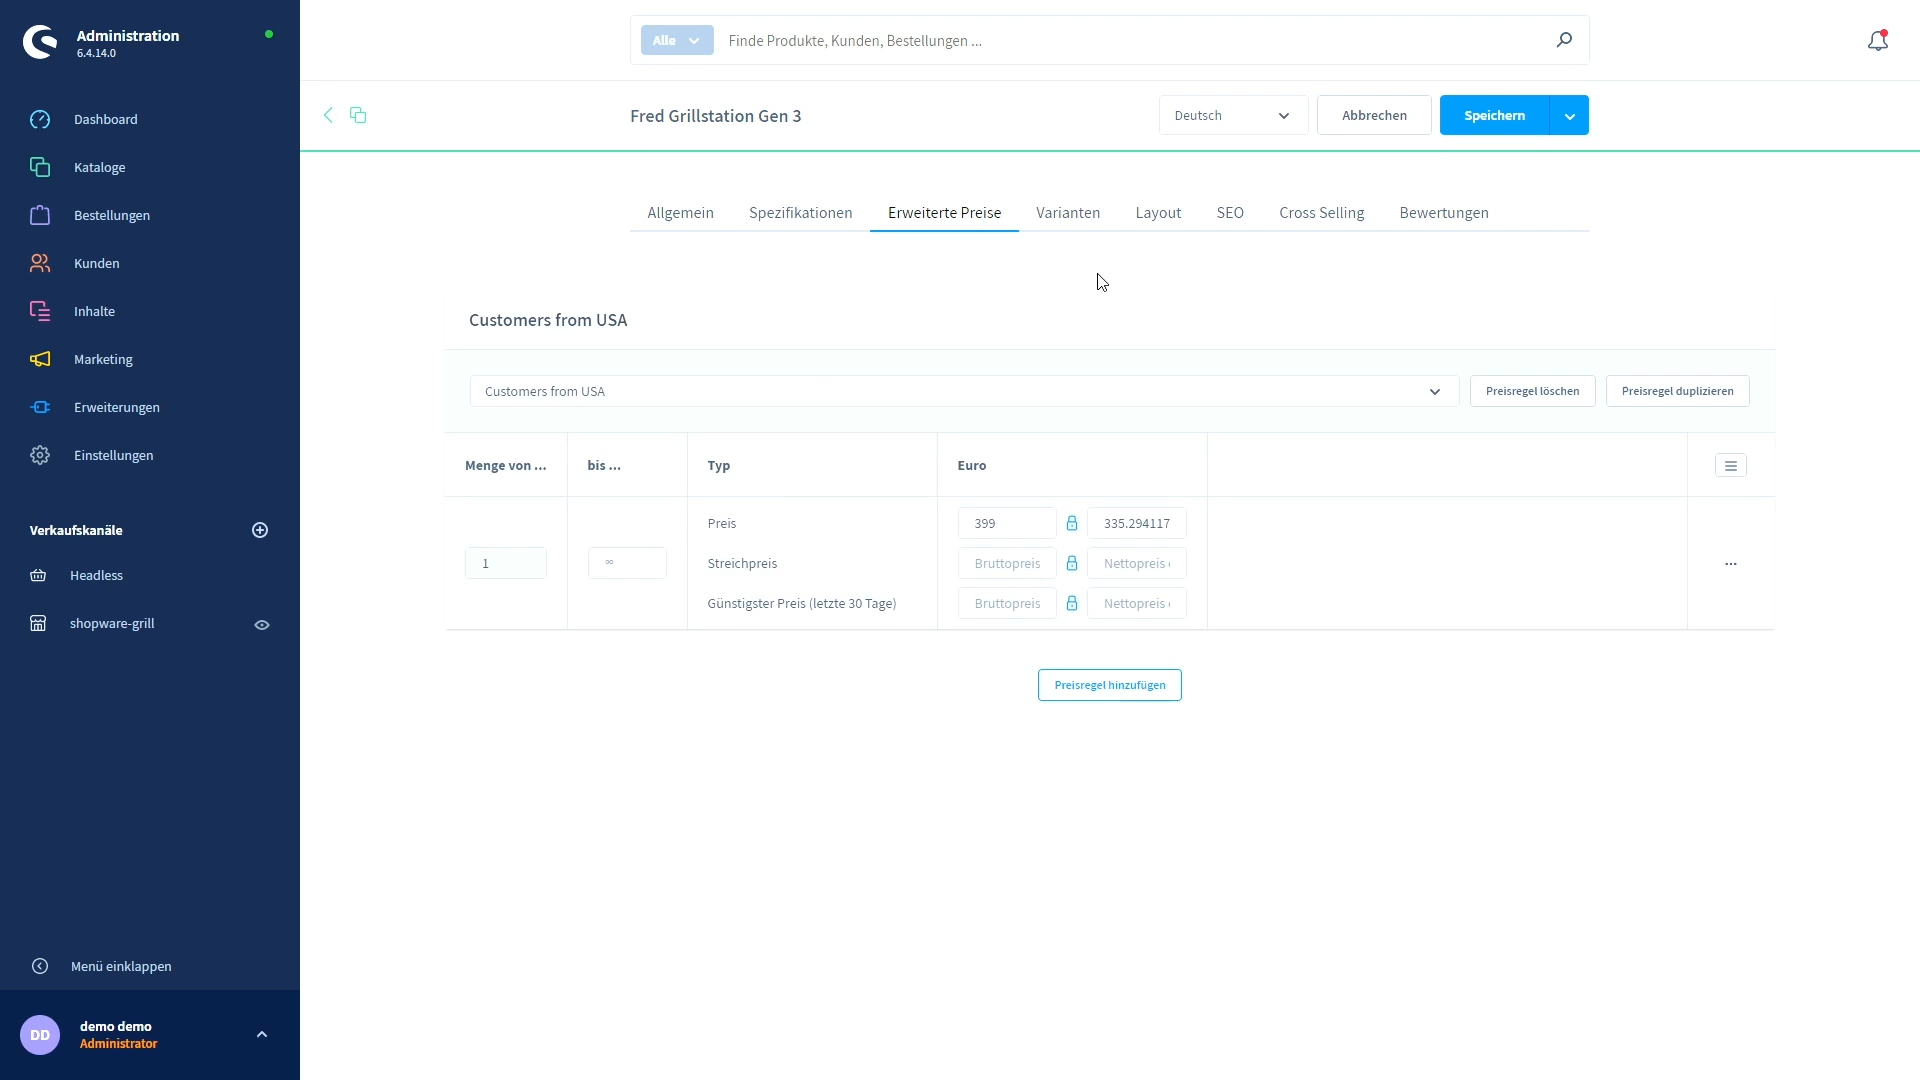 Administration
6.4.14.0
Dashboard
Kataloge
Bestellungen
Kunden
Inhalte
Marketing
Erweiterungen
Einstellungen
Verkaufskanäle
Headless
shopware-grill
Menü einklappen
DD
demo demo
Administrator
Alle
Finde Produkte, Kunden, Bestellungen ...
Fred Grillstation Gen 3
Deutsch
Abbrechen
Speichern
Allgemein Spezifikationen Erweiterte Preise Varianten Layout SEO Cross Selling Bewertungen
Customers from USA
Customers from USA
Preisregel löschen
Preisregel duplizieren
Menge von ... bis ... Typ Euro
1
∞
Preis 399 335.294117
Streichpreis Bruttopreis Nettopreis
Günstigster Preis (letzte 30 Tage) Bruttopreis Nettopreis
...
Preisregel hinzufügen